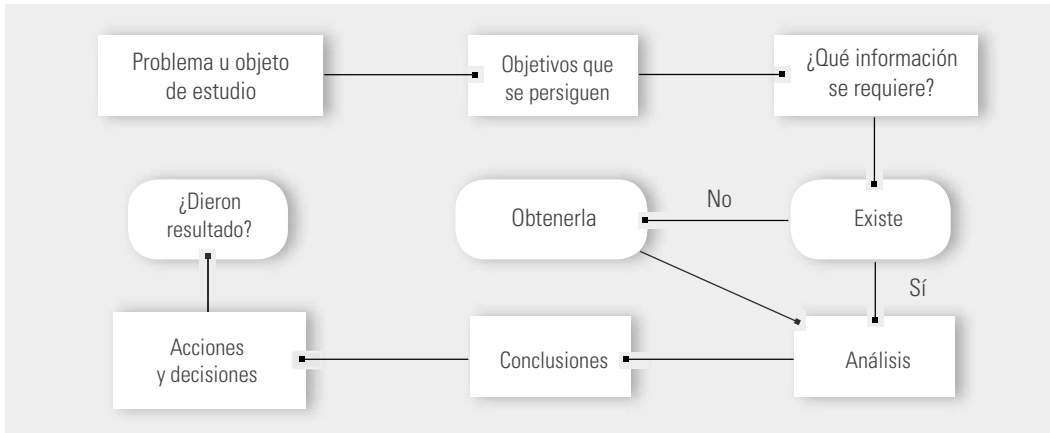 Problema u objeto
de estudio
Objetivos que
se persiguen
¿Qué información
se requiere?
Existe
No
Obtenerla
Sí
Análisis
Conclusiones
Acciones
y decisiones
¿Dieron
resultado?